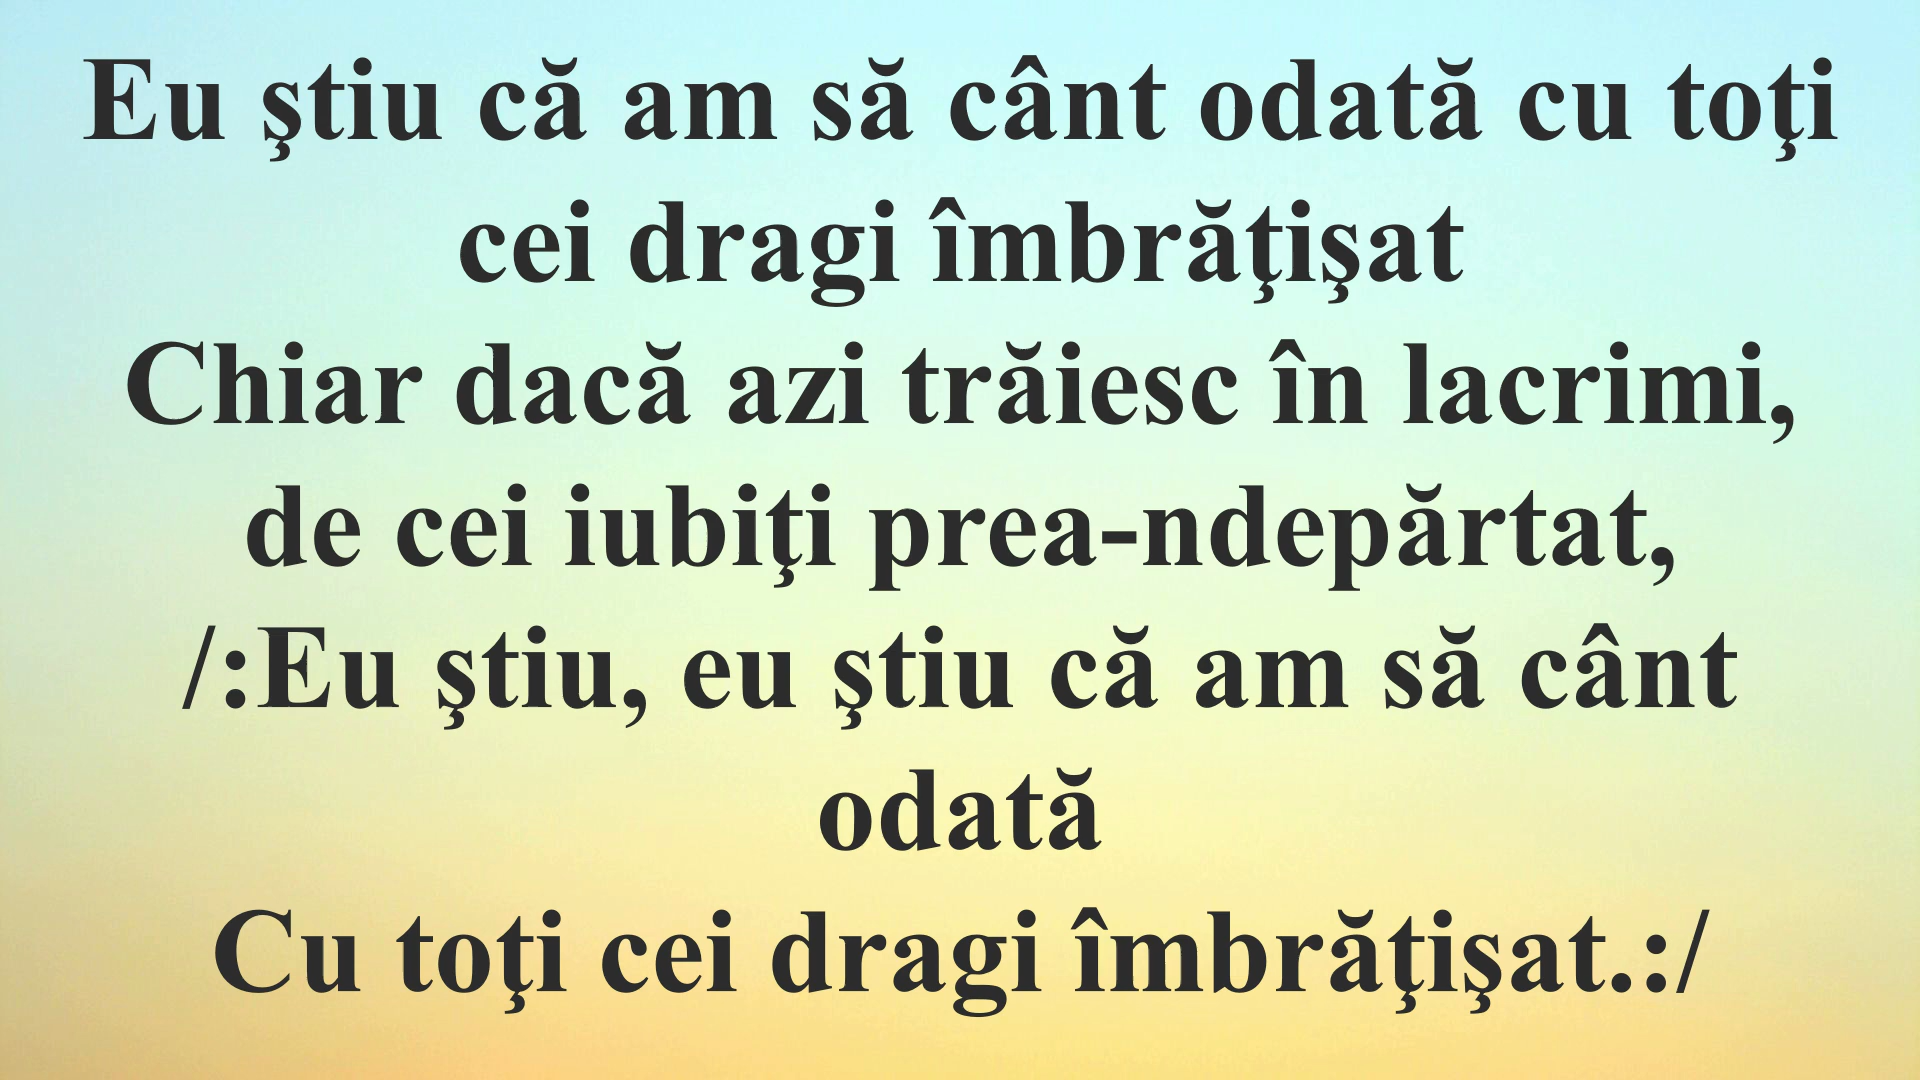 Eu ştiu că am să cânt odată cu toţi
cei dragi îmbrăţişat
Chiar dacă azi trăiesc în lacrimi,
de cei iubiţi prea-ndepărtat,
/:Eu ştiu, eu ştiu că am să cânt
odată
Cu toţi cei dragi îmbrăţişat.:/